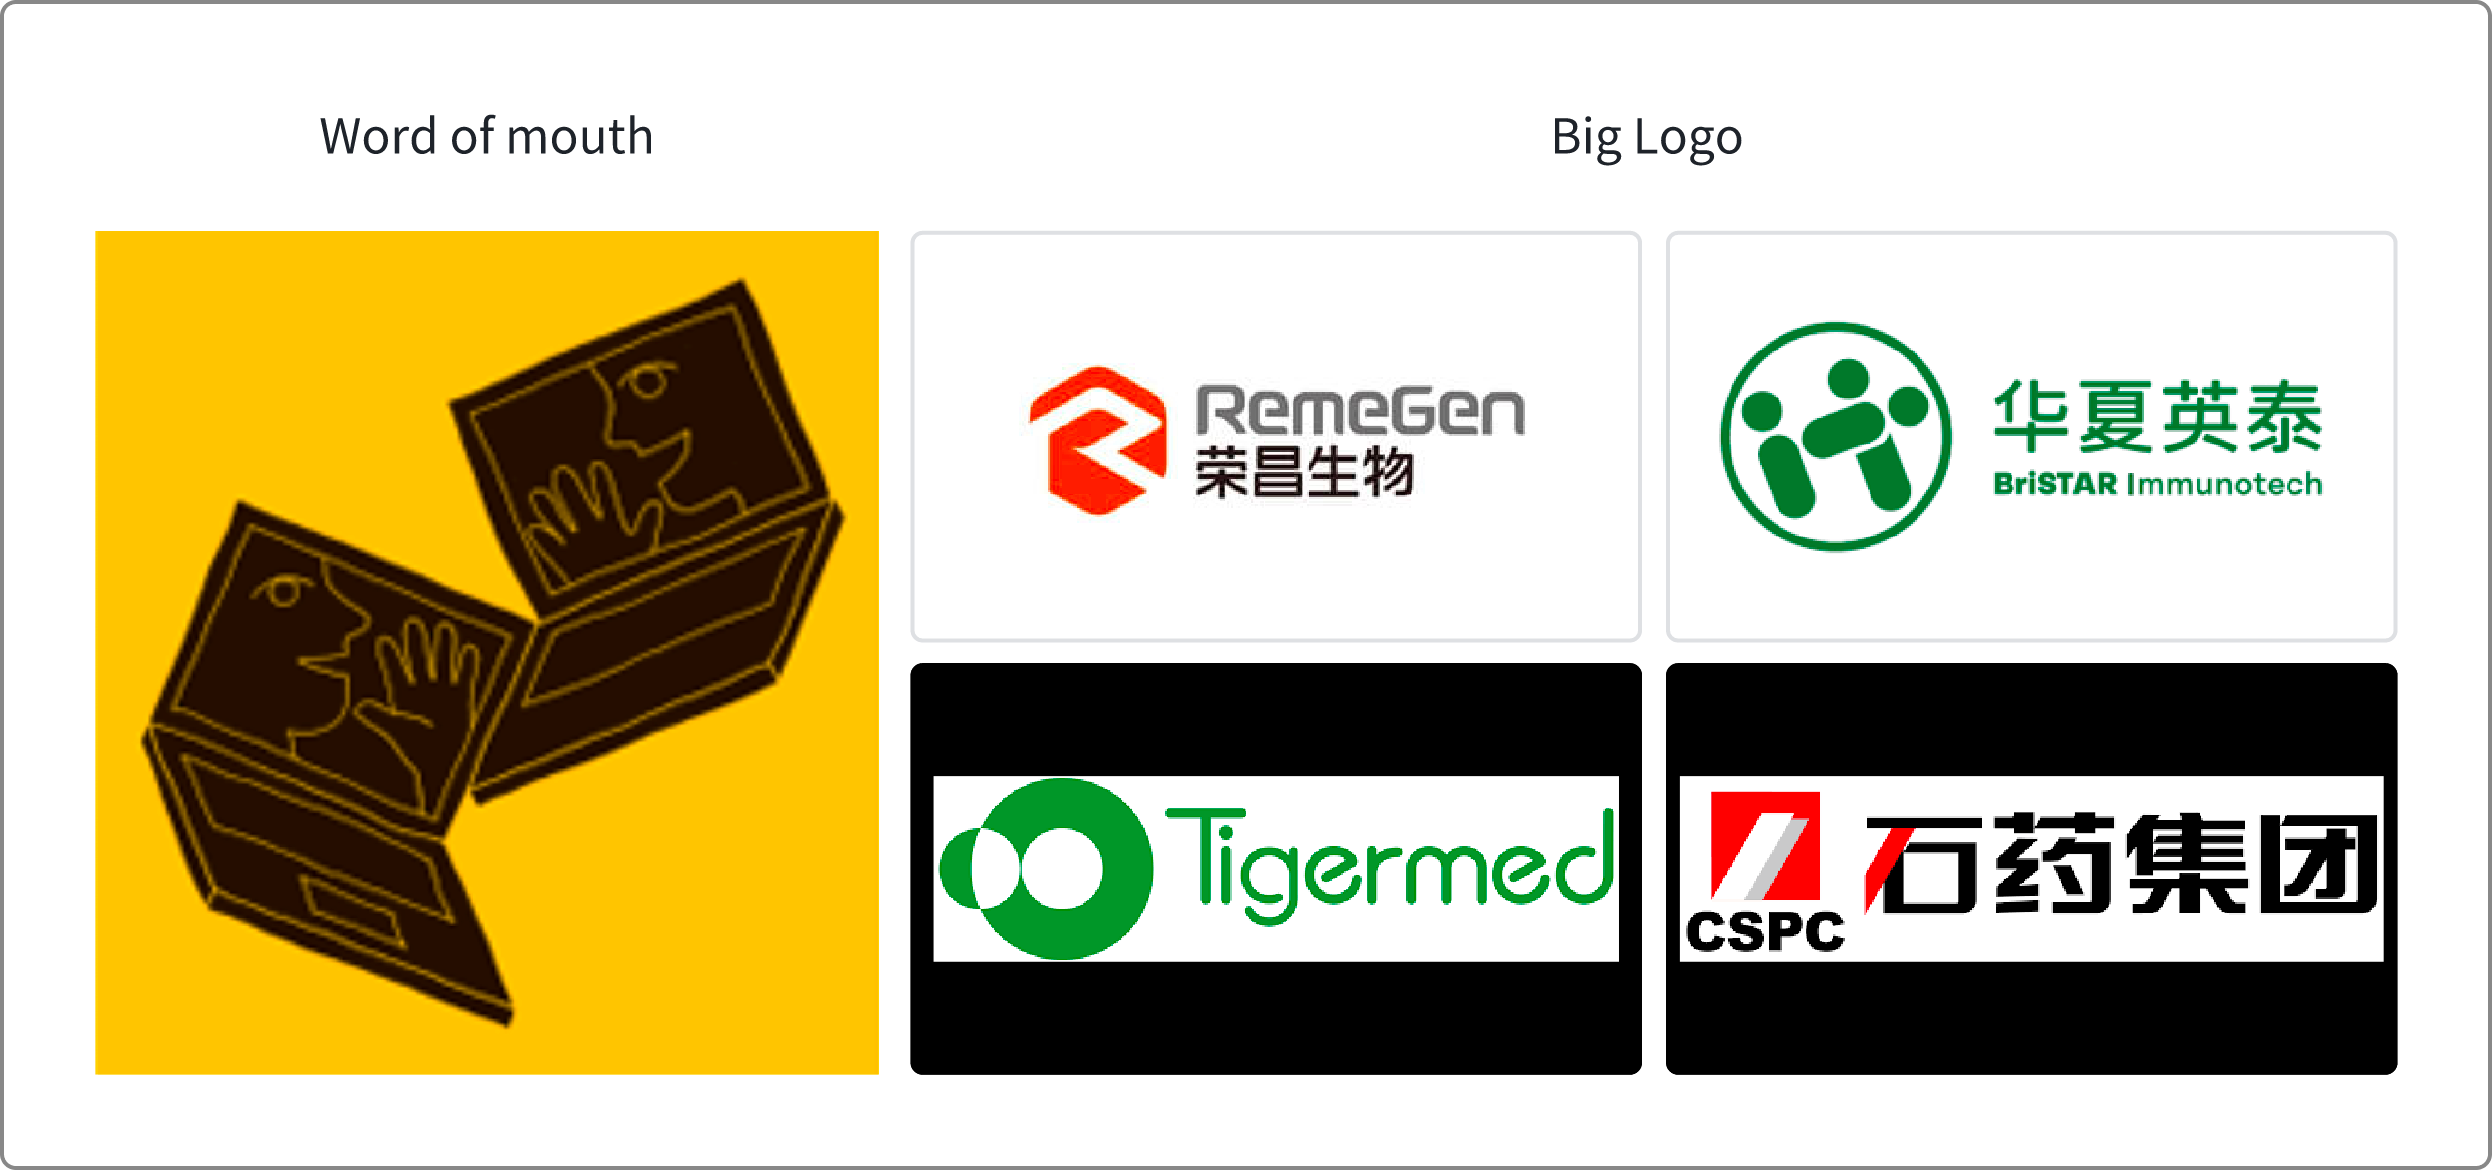 Word of mouth
Big Logo
RemeGen
荣昌生物
华夏英泰
BriSTAR Immunotech
Tigermed
CSPC
石药集团